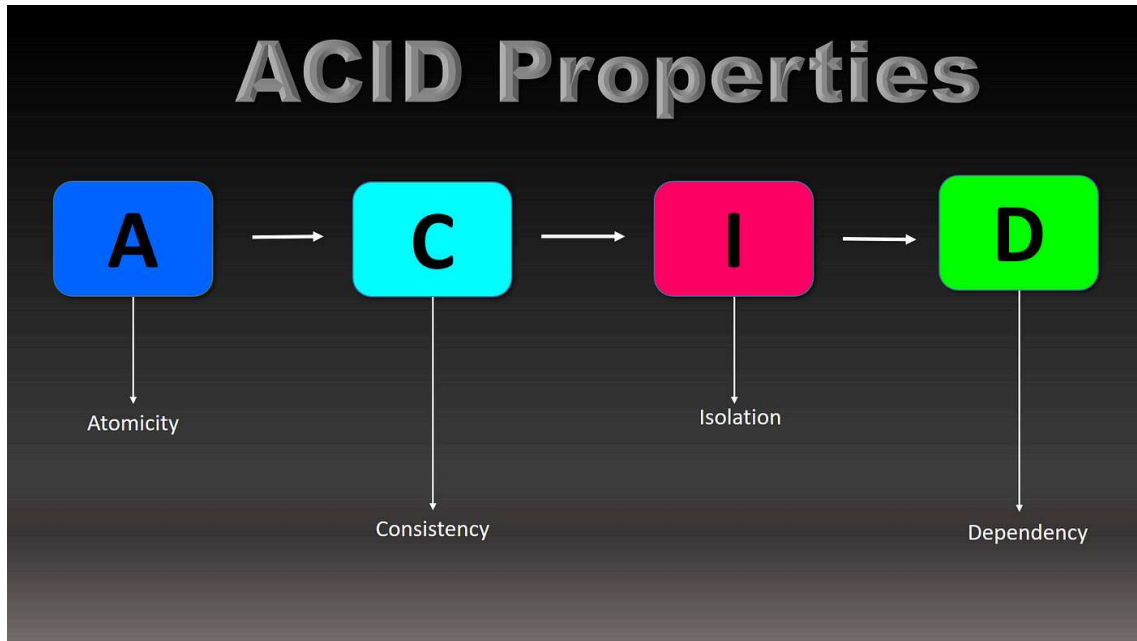 ACID Properties
A
C
I
D
Atomicity
Isolation
Consistency
Dependency